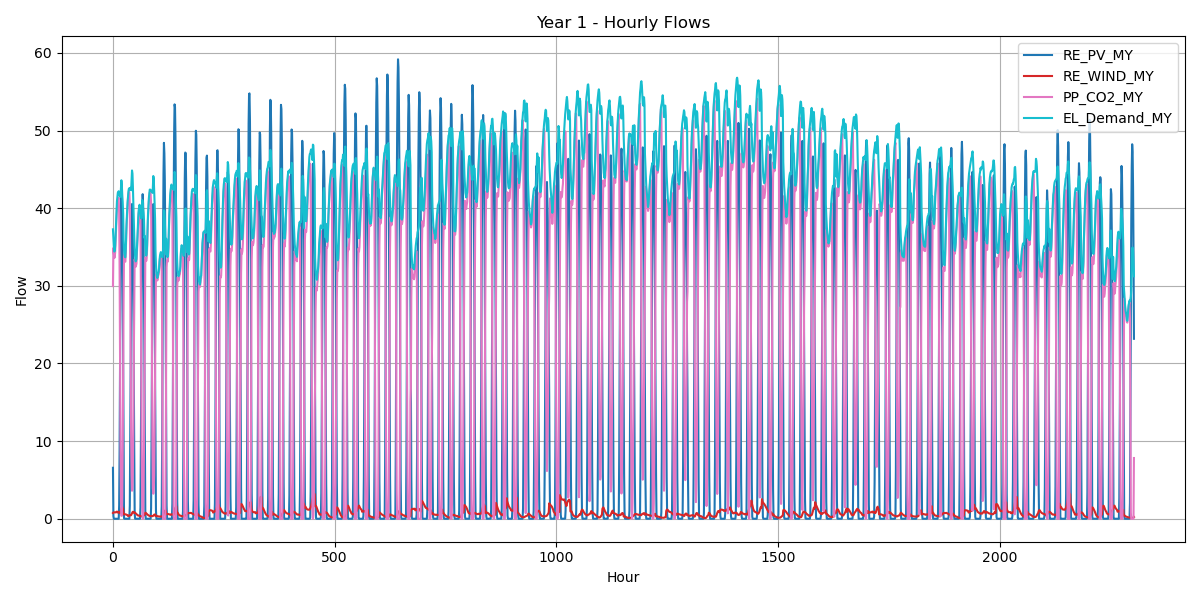 Year 1 - Hourly Flows
RE_PV_MY
RE_WIND_MY
PP_CO2_MY
EL_Demand_MY
60
50
40
30
20
10
0
Flow
0 500 1000 1500 2000
Hour